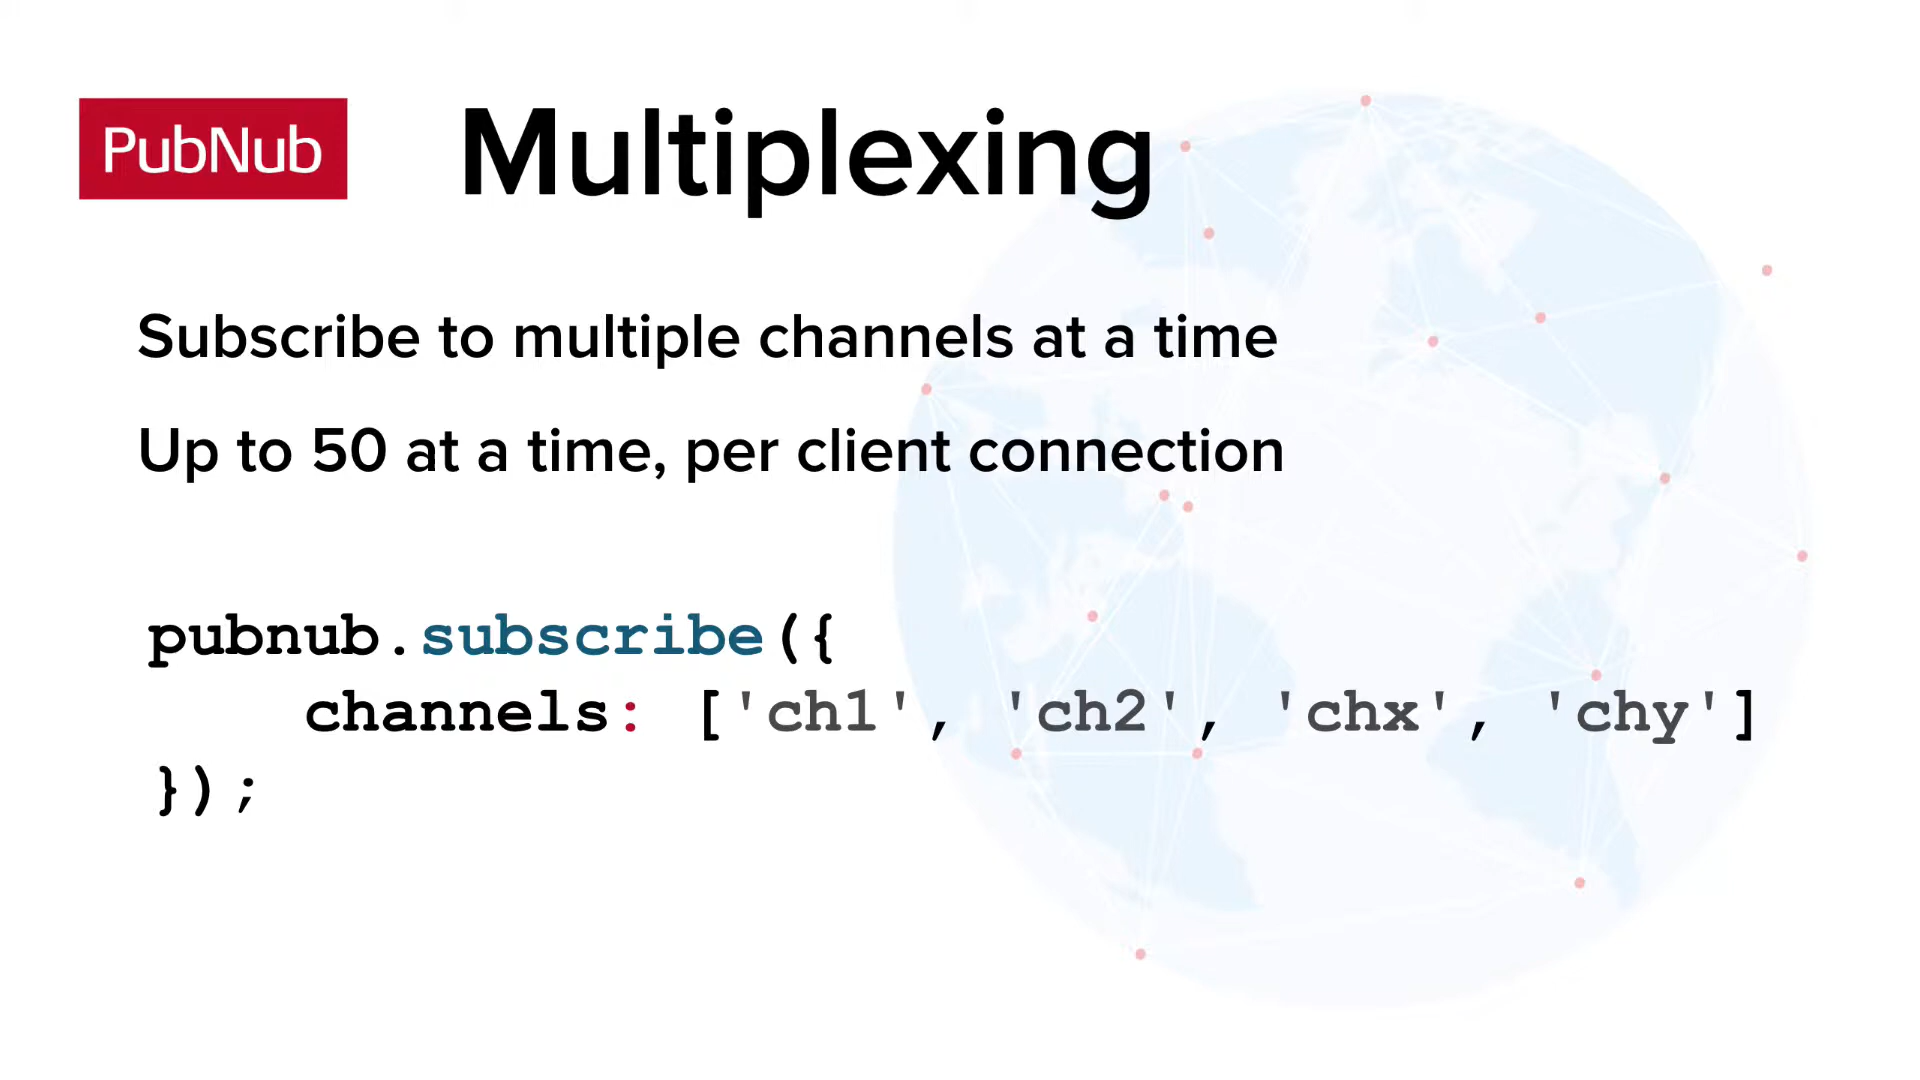 PubNub
Multiplexing
Subscribe to multiple channels at a time
Up to 50 at a time, per client connection
pubnub.subscribe({
    channels: ['ch1', 'ch2', 'chx', 'chy']
});